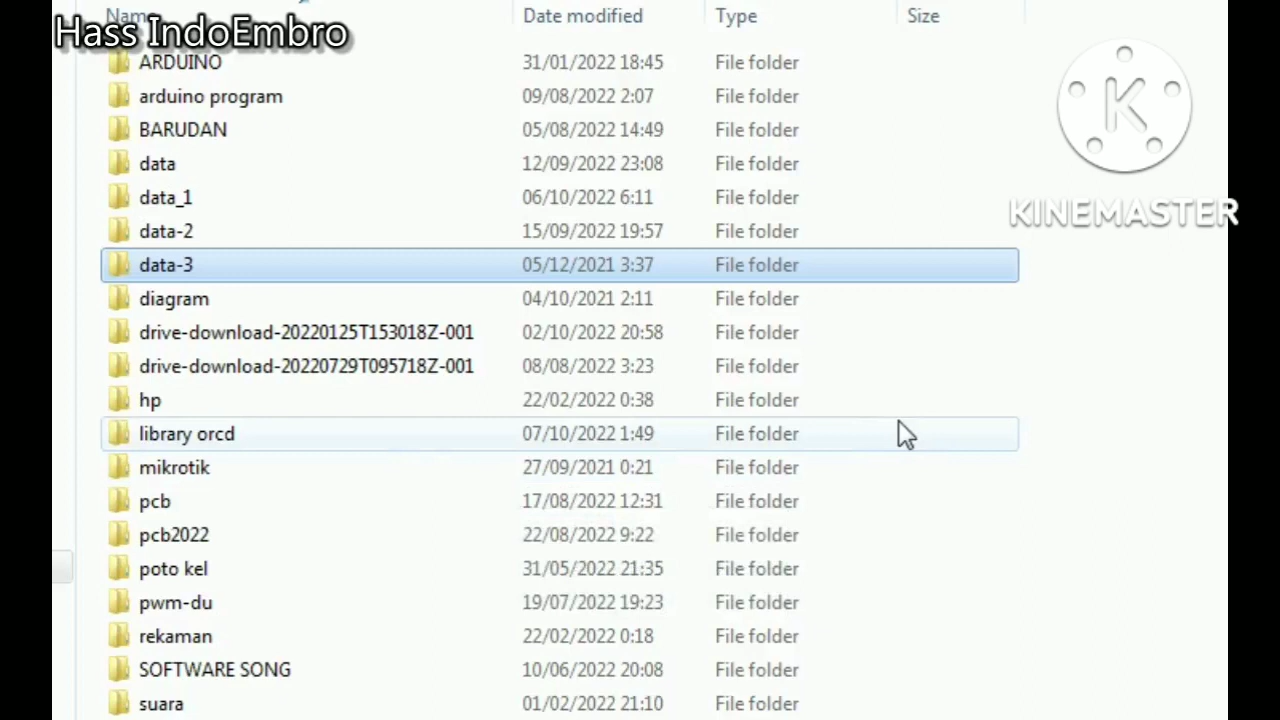 Name Date modified Type Size
Hass IndoEmbro
ARDUINO 31/01/2022 18:45 File folder
arduino program 09/08/2022 2:07 File folder
BARUDAN 05/08/2022 14:49 File folder
data 12/09/2022 23:08 File folder
data_1 06/10/2022 6:11 File folder
data-2 15/09/2022 19:57 File folder
data-3 05/12/2021 3:37 File folder
diagram 04/10/2021 2:11 File folder
drive-download-20220125T153018Z-001 02/10/2022 20:58 File folder
drive-download-20220729T095718Z-001 08/08/2022 3:23 File folder
hp 22/02/2022 0:38 File folder
library orcd 07/10/2022 1:49 File folder
mikrotik 27/09/2021 0:21 File folder
pcb 17/08/2022 12:31 File folder
pcb2022 22/08/2022 9:22 File folder
poto kel 31/05/2022 21:35 File folder
pwm-du 19/07/2022 19:23 File folder
rekaman 22/02/2022 0:18 File folder
SOFTWARE SONG 10/06/2022 20:08 File folder
suara 01/02/2022 21:10 File folder
K
KINEMASTER